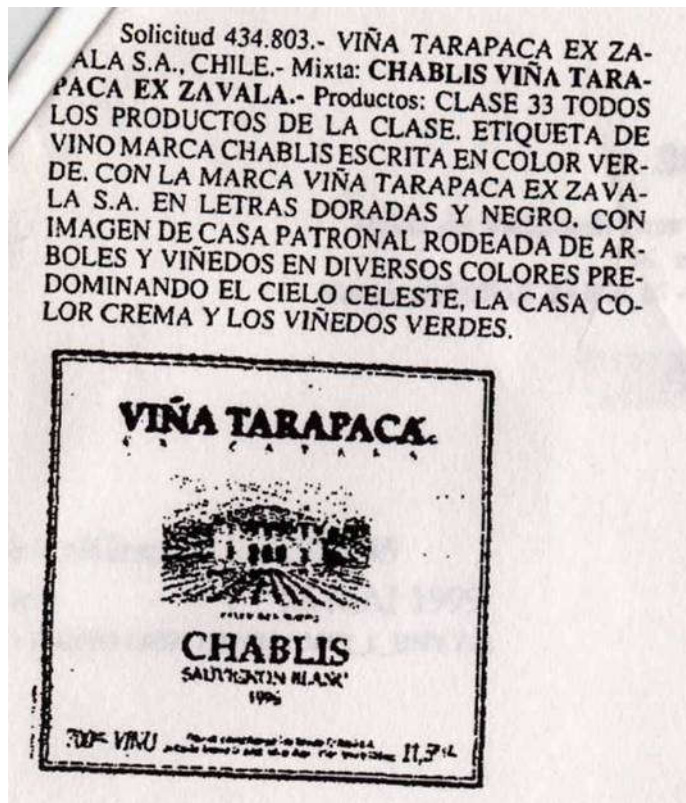 Solicitud 434.803.- VIÑA TARAPACA EX ZA-
VALA S.A., CHILE.- Mixta: CHABLIS VIÑA TARA-
PACA EX ZAVALA.- Productos: CLASE 33 TODOS
LOS PRODUCTOS DE LA CLASE. ETIQUETA DE
VINO MARCA CHABLIS ESCRITA EN COLOR VER-
DE. CON LA MARCA VIÑA TARAPACA EX ZAVA-
LA S.A. EN LETRAS DORADAS Y NEGRO, CON
IMAGEN DE CASA PATRONAL RODEADA DE AR-
BOLES Y VIÑEDOS EN DIVERSOS COLORES PRE-
DOMINANDO EL CIELO CELESTE, LA CASA CO-
LOR CREMA Y LOS VIÑEDOS VERDES.
VIÑA TARAPACA
CHABLIS
SAUVIGNON BLANC
1996